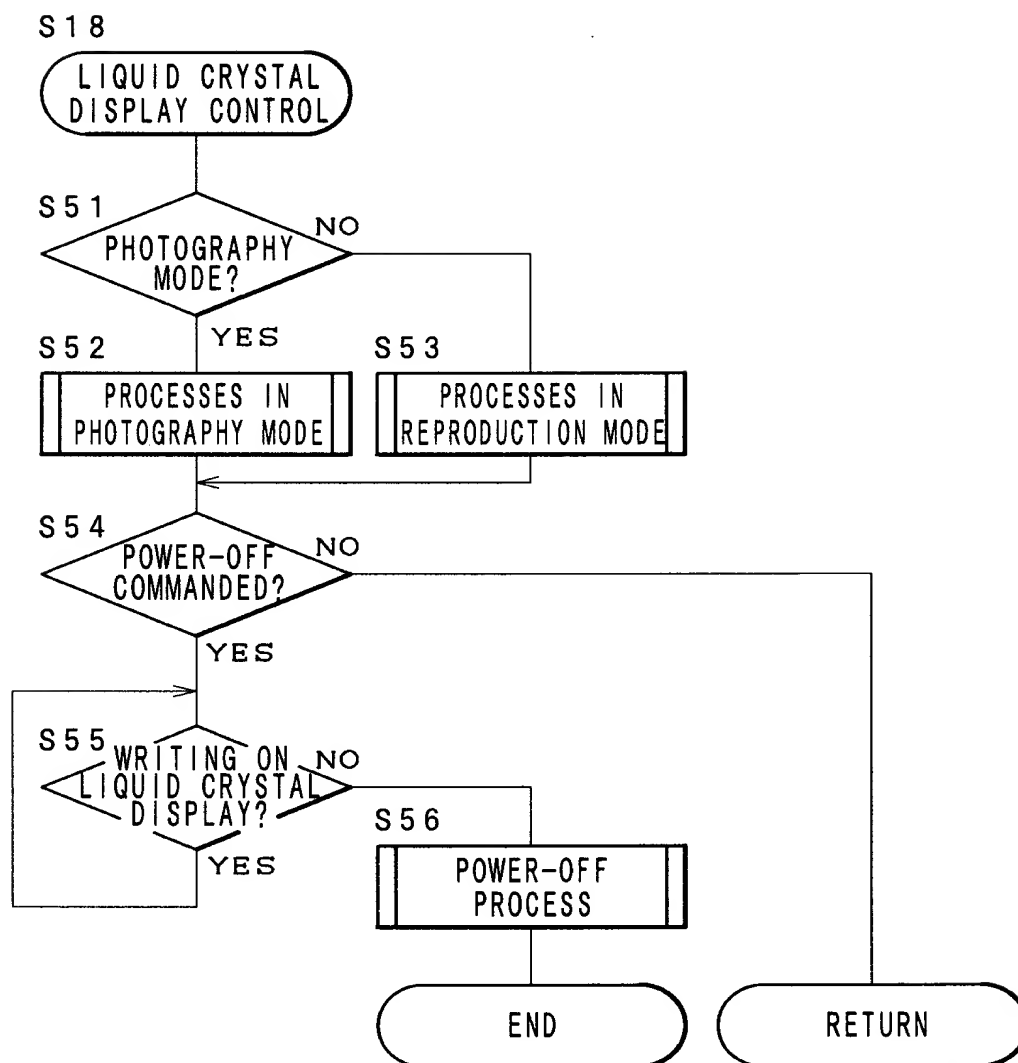 S18
LIQUID CRYSTAL
DISPLAY CONTROL
S51
NO
PHOTOGRAPHY
MODE?
YES
S52
S53
PROCESSES IN
PHOTOGRAPHY MODE
PROCESSES IN
REPRODUCTION MODE
S54
NO
POWER-OFF
COMMANDED?
YES
S55
NO
WRITING ON
LIQUID CRYSTAL
DISPLAY?
YES
S56
POWER-OFF
PROCESS
END
RETURN